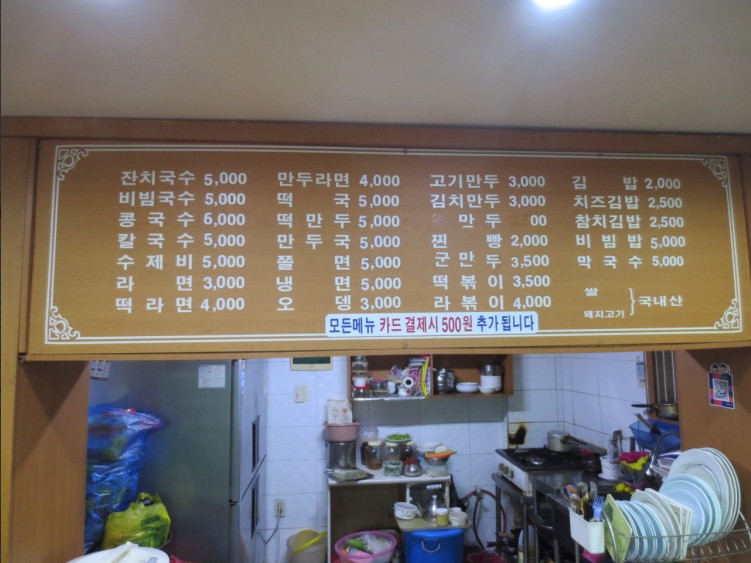 잔치국수 5,000
비빔국수 5,000
콩국수 6,000
칼국수 5,000
수제비 5,000
라면 3,000
떡라면 4,000
만두라면 4,000
떡국 5,000
떡만두 5,000
만두국 5,000
쫄면 5,000
냉면 5,000
오뎅 3,000
고기만두 3,000
김치만두 3,000
만두 00
찐빵 2,000
군만두 3,500
떡볶이 3,500
라볶이 4,000
김밥 2,000
치즈김밥 2,500
참치김밥 2,500
비빔밥 5,000
막국수 5,000
쌀
돼지고기
}국내산
모든메뉴 카드 결제시 500원 추가 됩니다